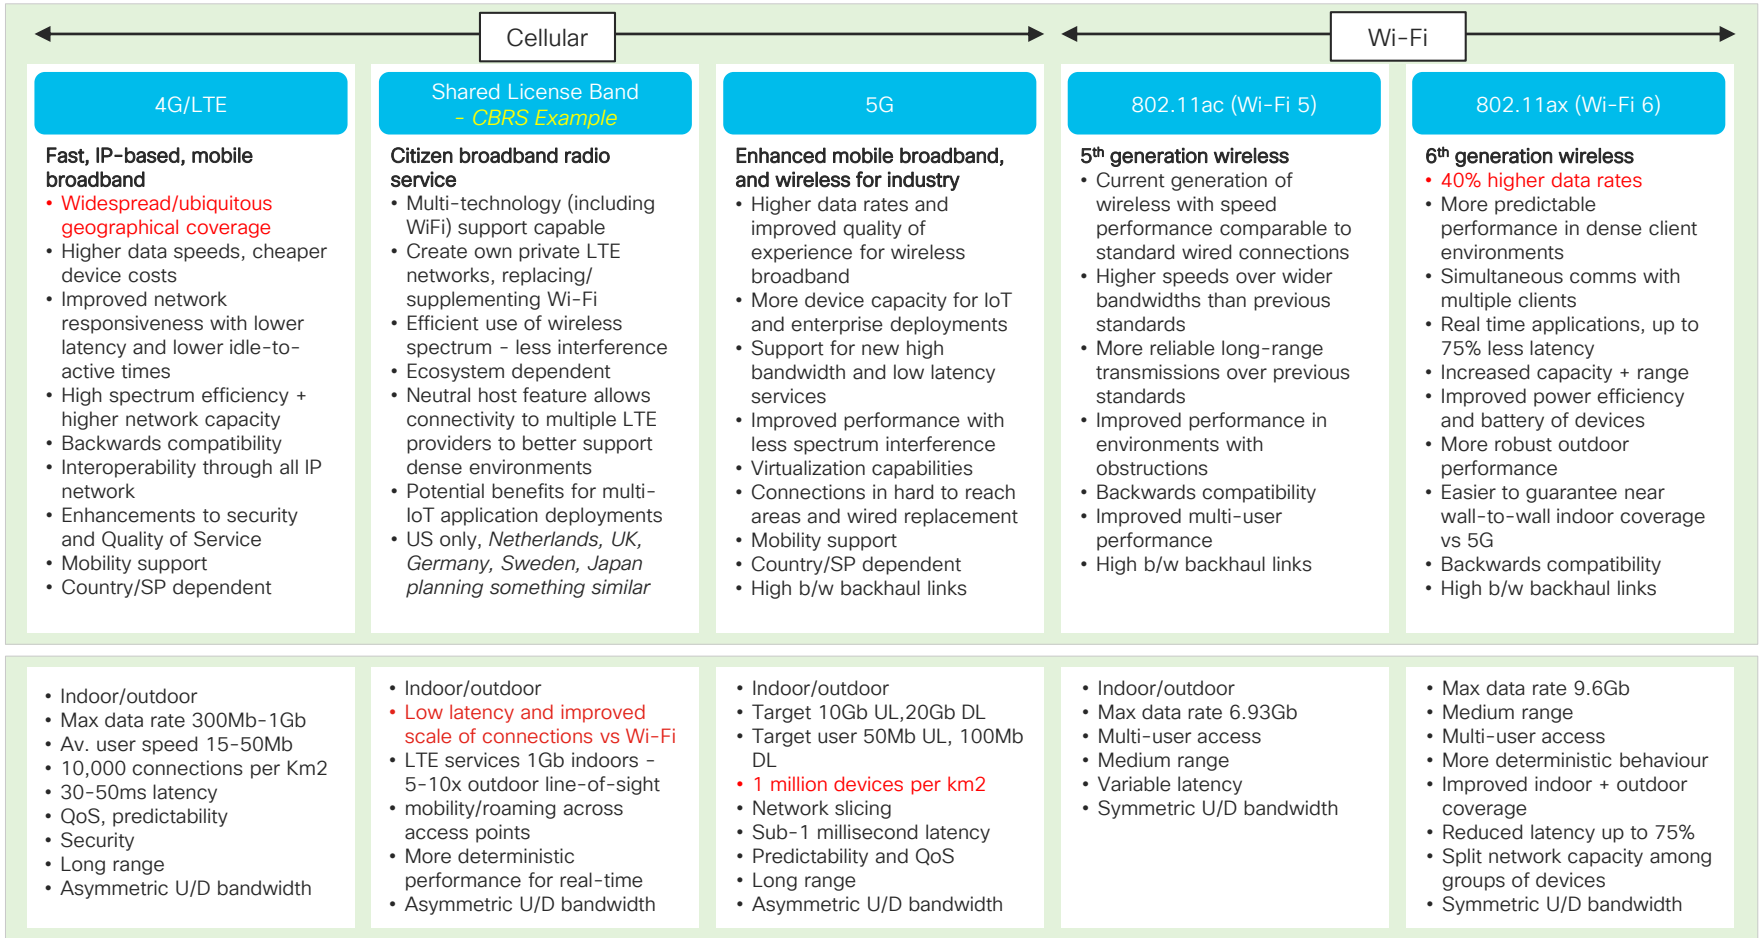 Cellular
Wi-Fi
4G/LTE
Fast, IP-based, mobile
broadband
• Widespread/ubiquitous
geographical coverage
• Higher data speeds, cheaper
device costs
• Improved network
responsiveness with lower
latency and lower idle-to-
active times
• High spectrum efficiency +
higher network capacity
• Backwards compatibility
• Interoperability through all IP
network
• Enhancements to security
and Quality of Service
• Mobility support
• Country/SP dependent
Shared License Band
- CBRS Example
Citizen broadband radio
service
• Multi-technology (including
WiFi) support capable
• Create own private LTE
networks, replacing/
supplementing Wi-Fi
• Efficient use of wireless
spectrum - less interference
• Ecosystem dependent
• Neutral host feature allows
connectivity to multiple LTE
providers to better support
dense environments
• Potential benefits for multi-
IoT application deployments
• US only, Netherlands, UK,
Germany, Sweden, Japan
planning something similar
5G
Enhanced mobile broadband,
and wireless for industry
• Higher data rates and
improved quality of
experience for wireless
broadband
• More device capacity for IoT
and enterprise deployments
• Support for new high
bandwidth and low latency
services
• Improved performance with
less spectrum interference
• Virtualization capabilities
• Connections in hard to reach
areas and wired replacement
• Mobility support
• Country/SP dependent
• High b/w backhaul links
802.11ac (Wi-Fi 5)
5th generation wireless
• Current generation of
wireless with speed
performance comparable to
standard wired connections
• Higher speeds over wider
bandwidths than previous
standards
• More reliable long-range
transmissions over previous
standards
• Improved performance in
environments with
obstructions
• Backwards compatibility
• Improved multi-user
performance
• High b/w backhaul links
802.11ax (Wi-Fi 6)
6th generation wireless
• 40% higher data rates
• More predictable
performance in dense client
environments
• Simultaneous comms with
multiple clients
• Real time applications, up to
75% less latency
• Increased capacity + range
• Improved power efficiency
and battery of devices
• More robust outdoor
performance
• Easier to guarantee near
wall-to-wall indoor coverage
vs 5G
• Backwards compatibility
• High b/w backhaul links
• Indoor/outdoor
• Max data rate 300Mb-1Gb
• Av. user speed 15-50Mb
• 10,000 connections per Km2
• 30-50ms latency
• QoS, predictability
• Security
• Long range
• Asymmetric U/D bandwidth
• Indoor/outdoor
• Low latency and improved
scale of connections vs Wi-Fi
• LTE services 1Gb indoors -
5-10x outdoor line-of-sight
• mobility/roaming across
access points
• More deterministic
performance for real-time
• Asymmetric U/D bandwidth
• Indoor/outdoor
• Target 10Gb UL,20Gb DL
• Target user 50Mb UL, 100Mb
DL
• 1 million devices per km2
• Network slicing
• Sub-1 millisecond latency
• Predictability and QoS
• Long range
• Asymmetric U/D bandwidth
• Indoor/outdoor
• Max data rate 6.93Gb
• Multi-user access
• Medium range
• Variable latency
• Symmetric U/D bandwidth
• Max data rate 9.6Gb
• Medium range
• Multi-user access
• More deterministic behaviour
• Improved indoor + outdoor
coverage
• Reduced latency up to 75%
• Split network capacity among
groups of devices
• Symmetric U/D bandwidth